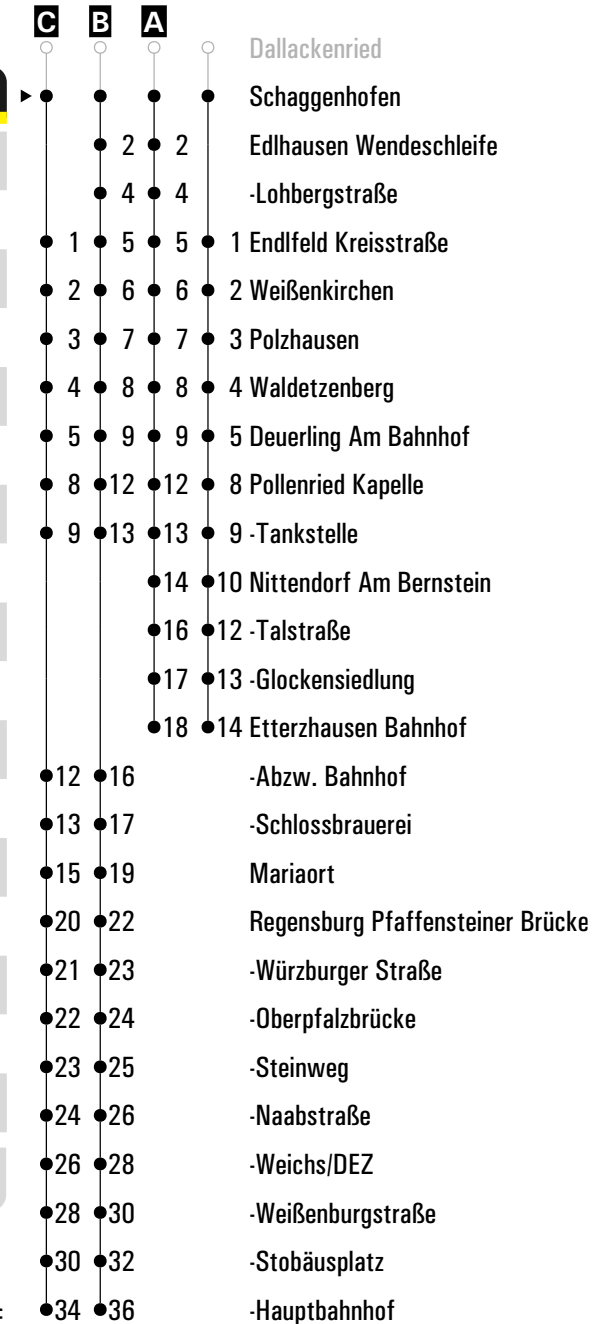 C B A
Dallackenried
Schaggenhofen
2 2 Edlhausen Wendeschleife
4 4 -Lohbergstraße
1 5 5 1 Endlfeld Kreisstraße
2 6 6 2 Weißenkirchen
3 7 7 3 Polzhausen
4 8 8 4 Waldetzenberg
5 9 9 5 Deuerling Am Bahnhof
8 12 12 8 Pollenried Kapelle
9 13 13 9 -Tankstelle
14 10 Nittendorf Am Bernstein
16 12 -Talstraße
17 13 -Glockensiedlung
18 14 Etterzhausen Bahnhof
12 16 -Abzw. Bahnhof
13 17 -Schlossbrauerei
15 19 Mariaort
20 22 Regensburg Pfaffensteiner Brücke
21 23 -Würzburger Straße
22 24 -Oberpfalzbrücke
23 25 -Steinweg
24 26 -Naabstraße
26 28 -Weichs/DEZ
28 30 -Weißenburgstraße
30 32 -Stobäusplatz
34 36 -Hauptbahnhof